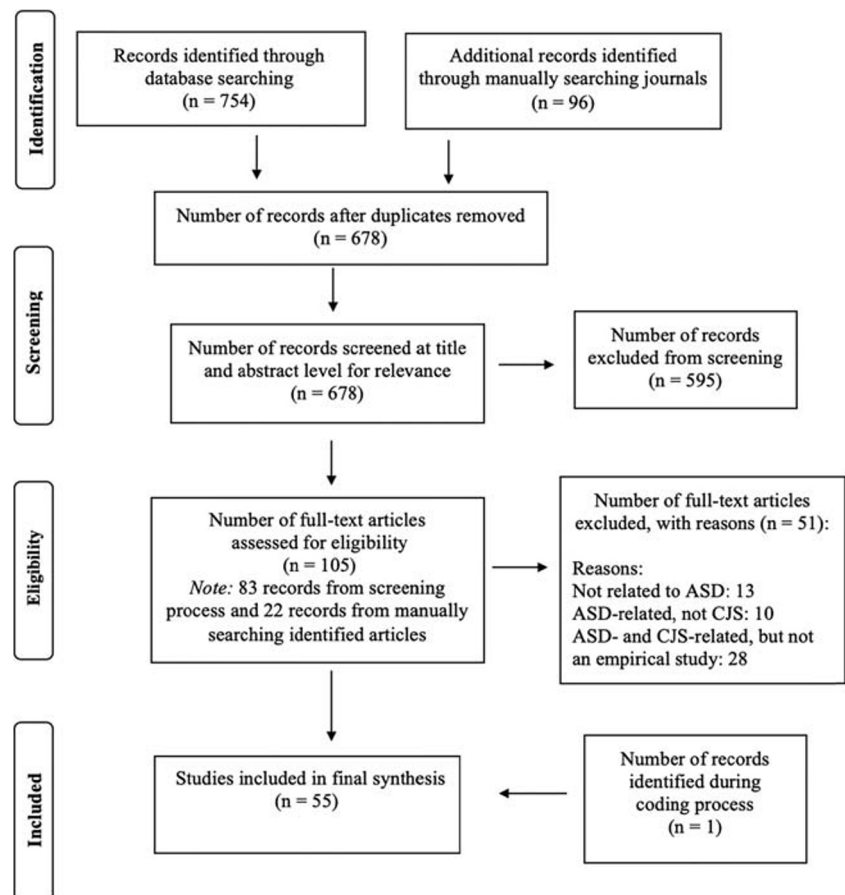 Identification
Records identified through
database searching
(n = 754)
Additional records identified
through manually searching journals
(n = 96)
Number of records after duplicates removed
(n = 678)
Screening
Number of records screened at title
and abstract level for relevance
(n = 678)
Number of records
excluded from screening
(n = 595)
Eligibility
Number of full-text articles
assessed for eligibility
(n = 105)
Note: 83 records from screening
process and 22 records from manually
searching identified articles
Number of full-text articles
excluded, with reasons (n = 51):
Reasons:
Not related to ASD: 13
ASD-related, not CJS: 10
ASD- and CJS-related, but not
an empirical study: 28
Included
Studies included in final synthesis
(n = 55)
Number of records
identified during
coding process
(n = 1)